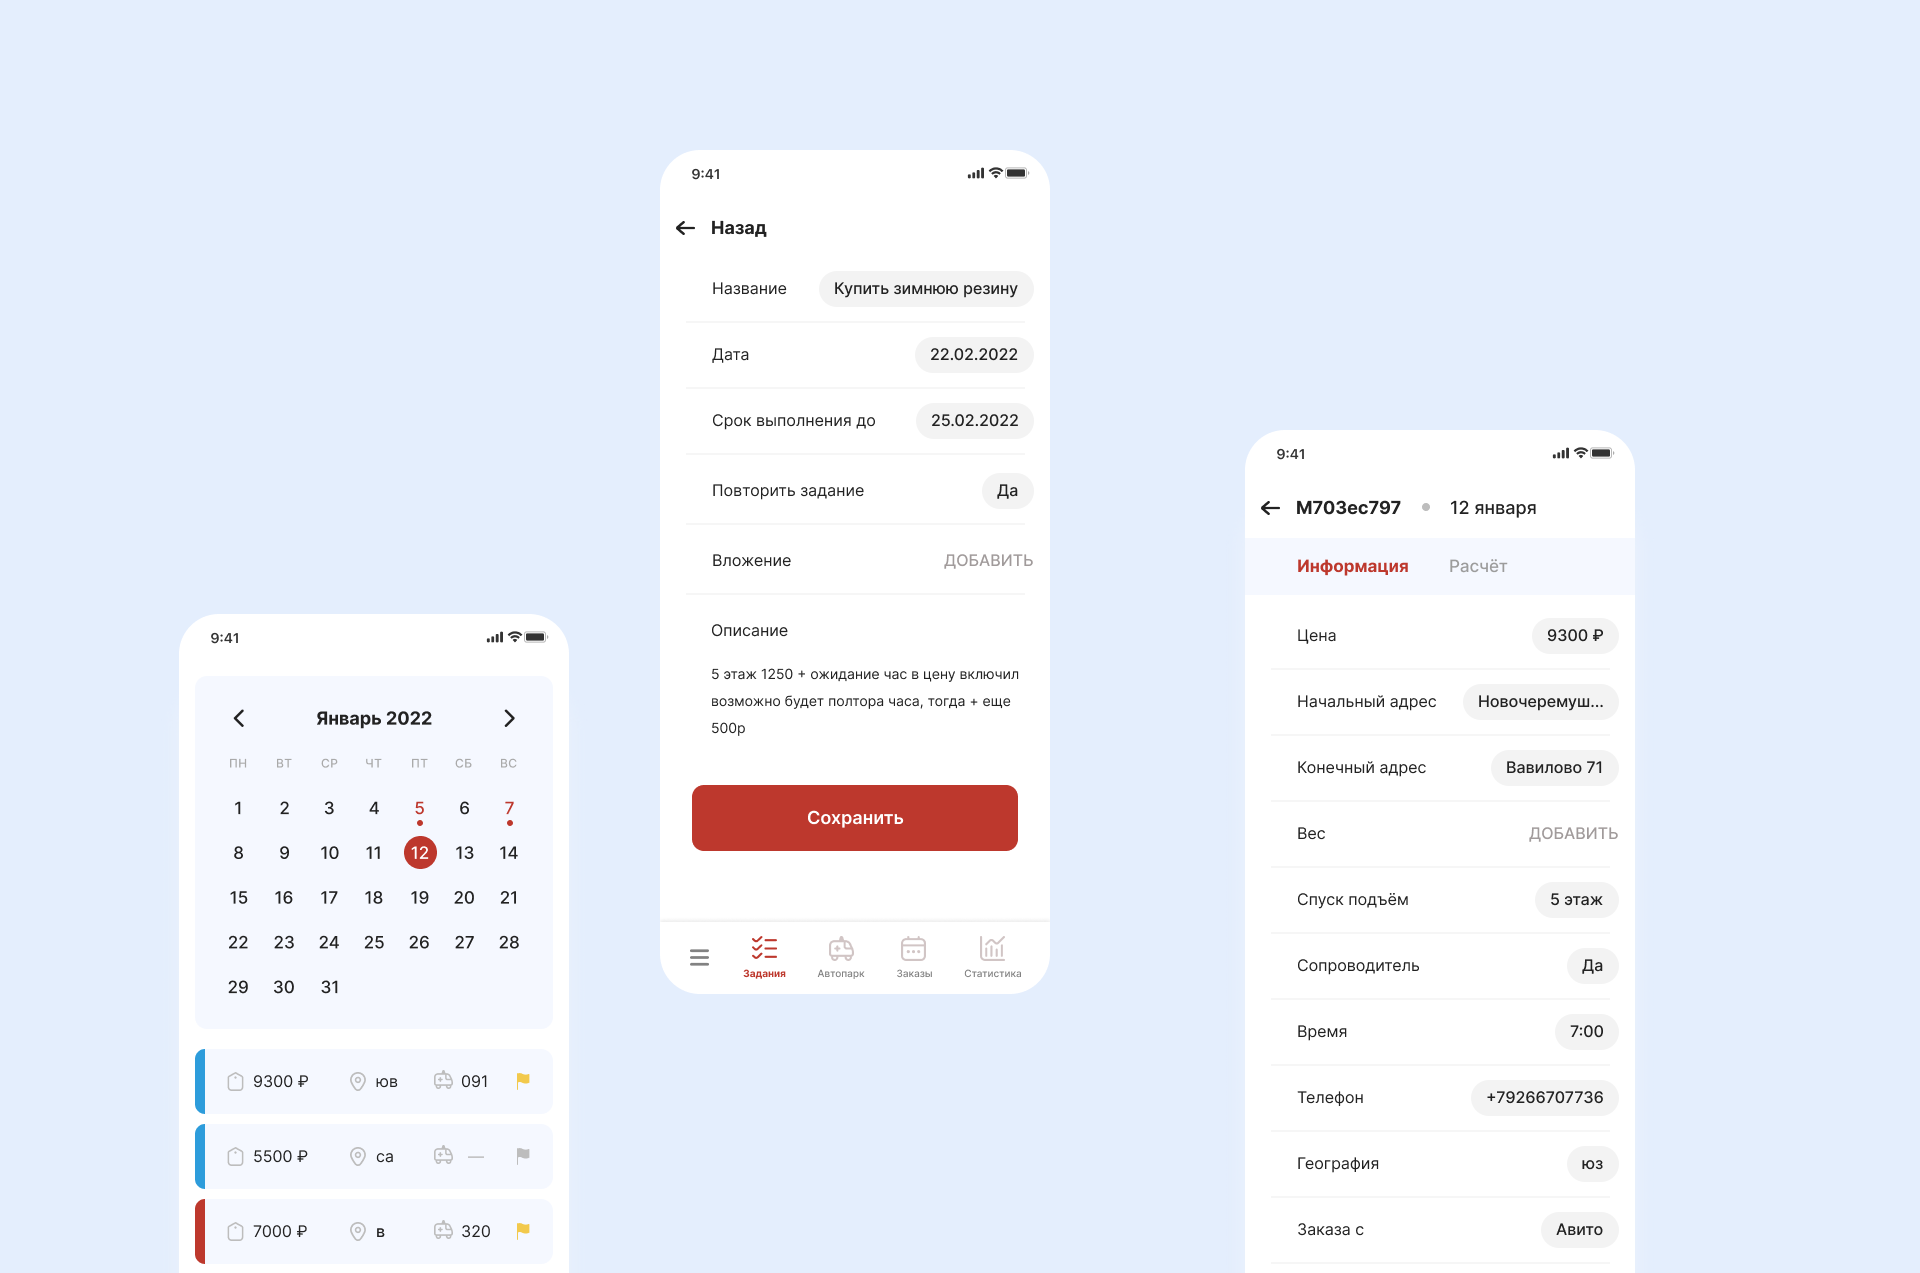 9:41
Январь 2022
ПН ВТ СР ЧТ ПТ СБ ВС
1 2 3 4 5 6 7
8 9 10 11 12 13 14
15 16 17 18 19 20 21
22 23 24 25 26 27 28
29 30 31
9300 ₽ юв 091
5500 ₽ са —
7000 ₽ в 320
9:41
Назад
Название Купить зимнюю резину
Дата 22.02.2022
Срок выполнения до 25.02.2022
Повторить задание Да
Вложение ДОБАВИТЬ
Описание
5 этаж 1250 + ожидание час в цену включил
возможно будет полтора часа, тогда + еще
500р
Сохранить
Задания Автопарк Заказы Статистика
9:41
М703ес797 • 12 января
Информация Расчёт
Цена 9300 ₽
Начальный адрес Новочеремуш...
Конечный адрес Вавилово 71
Вес ДОБАВИТЬ
Спуск подъём 5 этаж
Сопроводитель Да
Время 7:00
Телефон +79266707736
География юз
Заказа с Авито